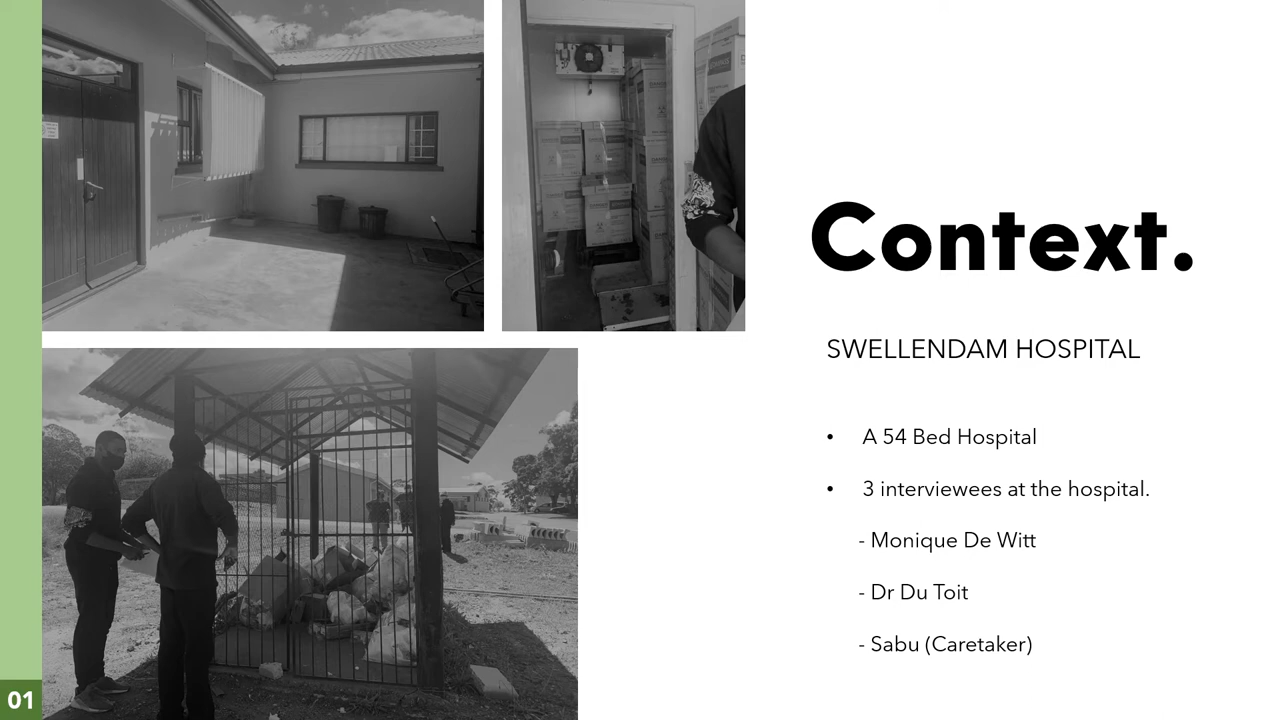 Context.
SWELLENDAM HOSPITAL
• A 54 Bed Hospital
• 3 interviewees at the hospital.
- Monique De Witt
- Dr Du Toit
- Sabu (Caretaker)
01